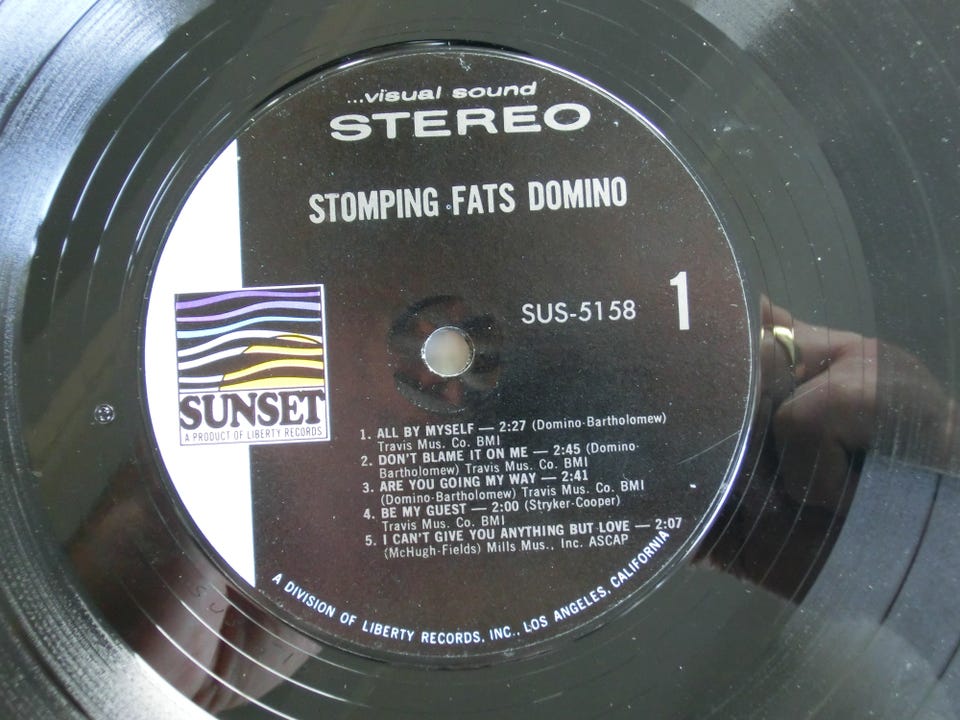 ...visual sound
STEREO
STOMPING FATS DOMINO
SUS-5158
1
SUNSET
A PRODUCT OF LIBERTY RECORDS
1. ALL BY MYSELF — 2:27 (Domino-Bartholomew)
Travis Mus. Co. BMI
2. DON'T BLAME IT ON ME — 2:45 (Domino-
Bartholomew) Travis Mus. Co. BMI
3. ARE YOU GOING MY WAY — 2:41
(Domino-Bartholomew) Travis Mus. Co. BMI
4. BE MY GUEST — 2:00 (Stryker-Cooper)
Travis Mus. Co. BMI
5. I CAN'T GIVE YOU ANYTHING BUT LOVE — 2:07
(McHugh-Fields) Mills Mus., Inc. ASCAP
A DIVISION OF LIBERTY RECORDS, INC., LOS ANGELES, CALIFORNIA